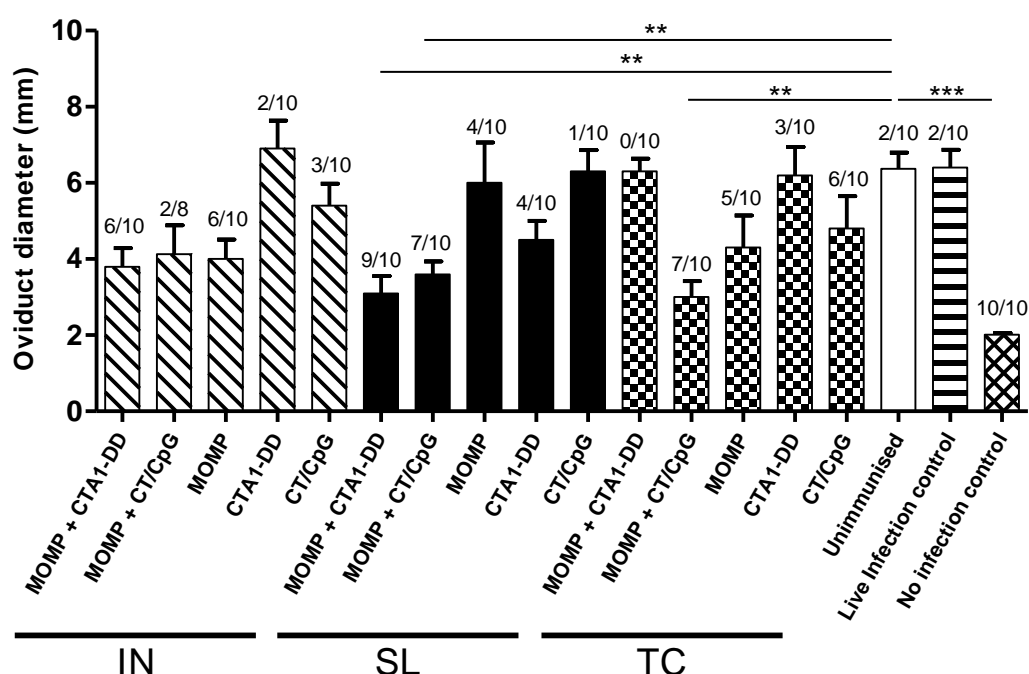 Oviduct diameter (mm)
10
8
6
4
2
0
**
**
**
***
6/10
2/8
6/10
2/10
3/10
9/10
7/10
4/10
4/10
1/10
0/10
7/10
5/10
3/10
6/10
2/10
2/10
10/10
MOMP + CTA1-DD
MOMP + CT/CpG
MOMP
CTA1-DD
CT/CpG
MOMP + CTA1-DD
MOMP + CT/CpG
MOMP
CTA1-DD
CT/CpG
MOMP + CTA1-DD
MOMP + CT/CpG
MOMP
CTA1-DD
CT/CpG
Unimmunised
Live Infection control
No infection control
IN
SL
TC